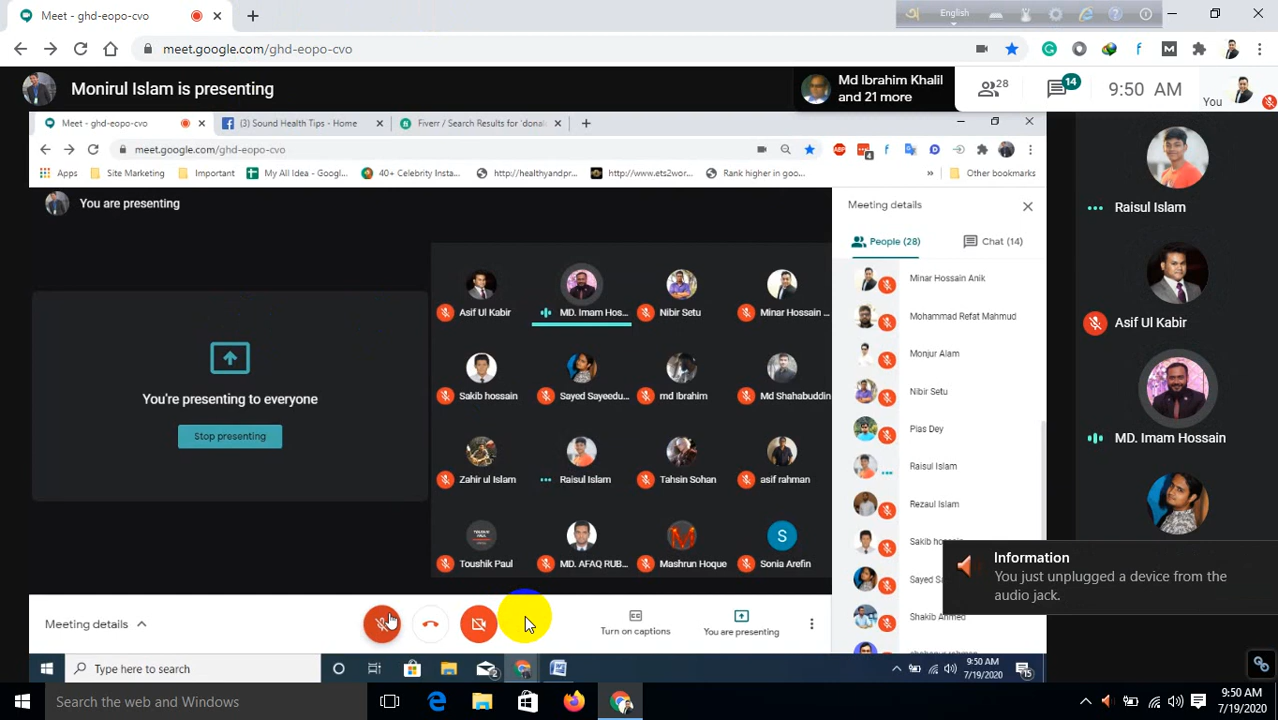 Meet - ghd-eopo-cvo
English
meet.google.com/ghd-eopo-cvo
Monirul Islam is presenting
Md Ibrahim Khalil
and 21 more
28
14
9:50 AM
You
Meet - ghd-eopo-cvo
(3) Sound Health Tips - Home
Fiverr / Search Results for 'dona
meet.google.com/ghd-eopo-cvo
Apps
Site Marketing
Important
My All Idea - Googl...
40+ Celebrity Insta...
http://healthyandpr...
http://www.ets2wor...
Rank higher in goo...
Other bookmarks
You are presenting
Meeting details
People (28)
Chat (14)
You're presenting to everyone
Stop presenting
Asif Ul Kabir
MD. Imam Hos...
Nibir Setu
Minar Hossain ...
Sakib hossain
Sayed Sayeedu...
md Ibrahim
Md Shahabuddin
Zahir ul Islam
Raisul Islam
Tahsin Sohan
asif rahman
Toushik Paul
MD. AFAQ RUB...
Mashrun Hoque
S
Sonia Arefin
Minar Hossain Anik
Mohammad Refat Mahmud
Monjur Alam
Nibir Setu
Pias Dey
Raisul Islam
Rezaul Islam
Sakib
Shakib Ahmed
Raisul Islam
Asif Ul Kabir
MD. Imam Hossain
Information
You just unplugged a device from the
audio jack.
Meeting details
Turn on captions
You are presenting
Type here to search
9:50 AM
7/19/2020
15
Search the web and Windows
9:50 AM
7/19/2020